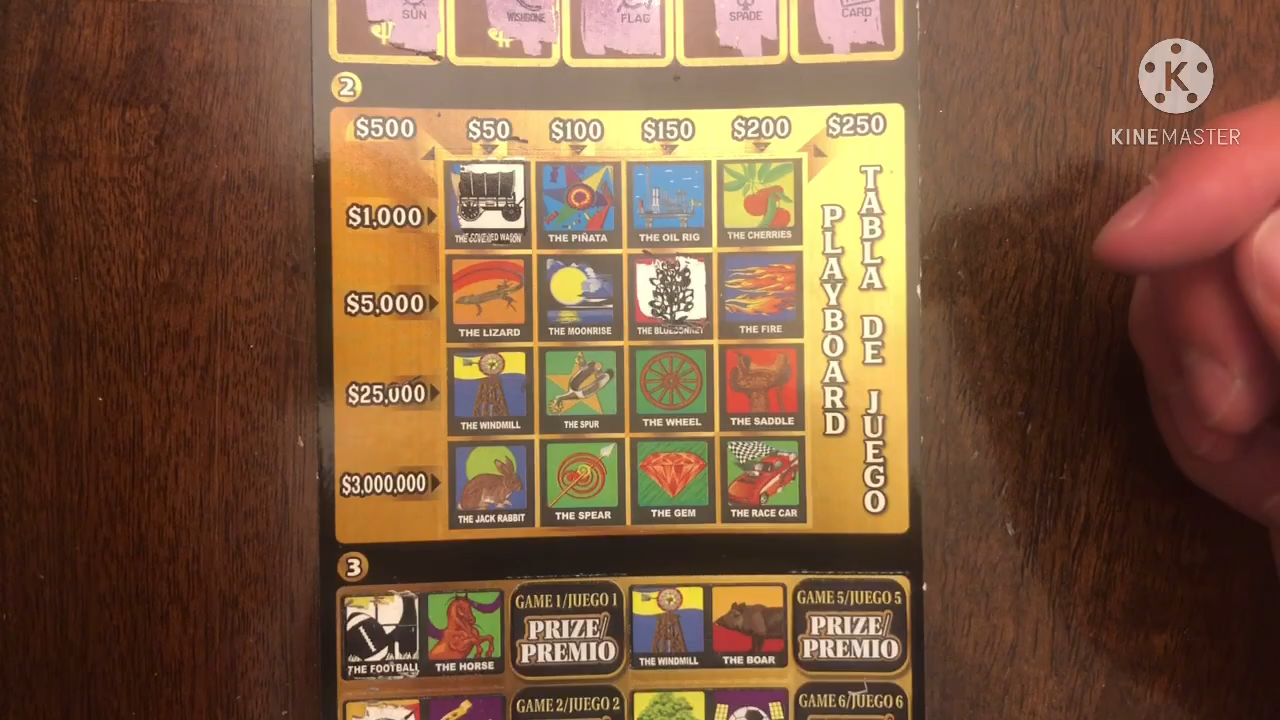 SUN WISHBONE FLAG SPADE CARD
K
KINEMASTER
2
$500 $50 $100 $150 $200 $250
$1,000
THE COVERED WAGON THE PIÑATA THE OIL RIG THE CHERRIES
$5,000
THE LIZARD THE MOONRISE THE BLUEBONNET THE FIRE
$25,000
THE WINDMILL THE SPUR THE WHEEL THE SADDLE
$3,000,000
THE JACK RABBIT THE SPEAR THE GEM THE RACE CAR
PLAYBOARD
TABLA DE JUEGO
3
GAME 1/JUEGO 1
PRIZE/
PREMIO
THE FOOTBALL THE HORSE
GAME 5/JUEGO 5
PRIZE/
PREMIO
THE WINDMILL THE BOAR
GAME 2/JUEGO 2
GAME 6/JUEGO 6